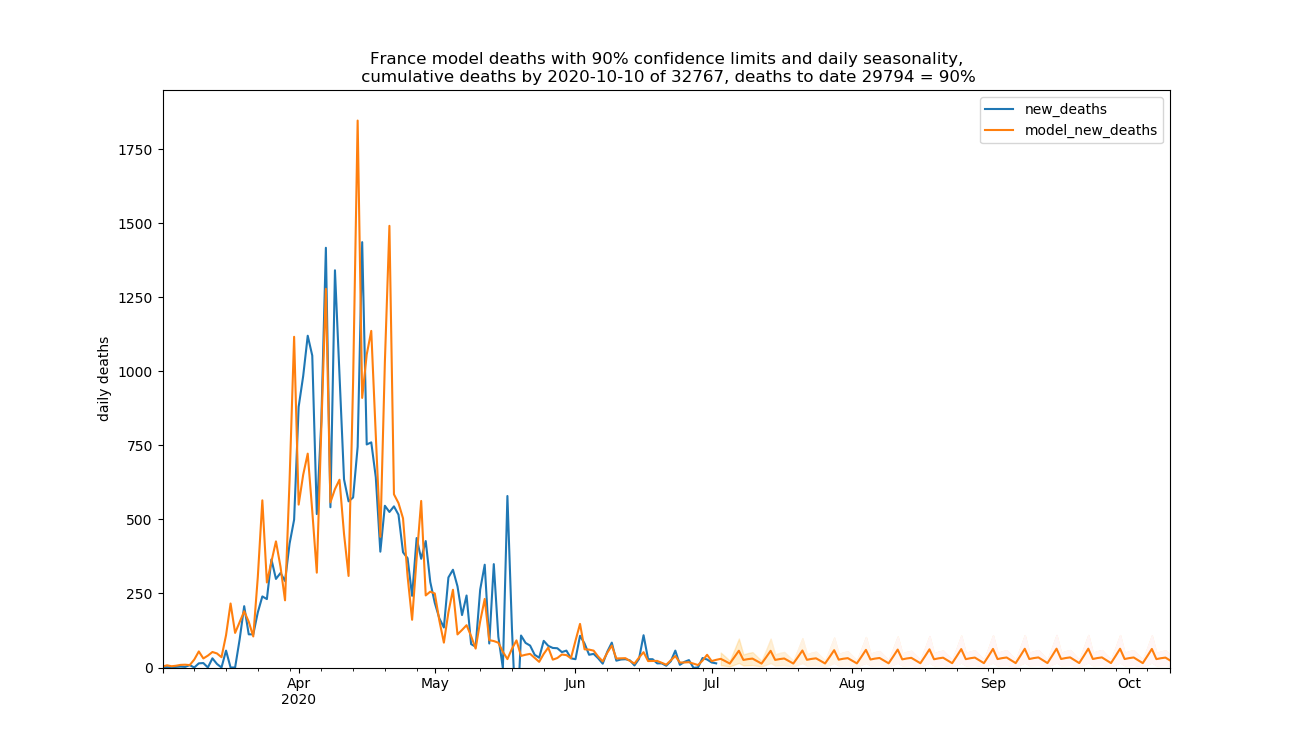 France model deaths with 90% confidence limits and daily seasonality,
cumulative deaths by 2020-10-10 of 32767, deaths to date 29794 = 90%
new_deaths
model_new_deaths
1750
1500
1250
1000
750
500
250
0
daily deaths
Apr
May
Jun
Jul
Aug
Sep
Oct
2020